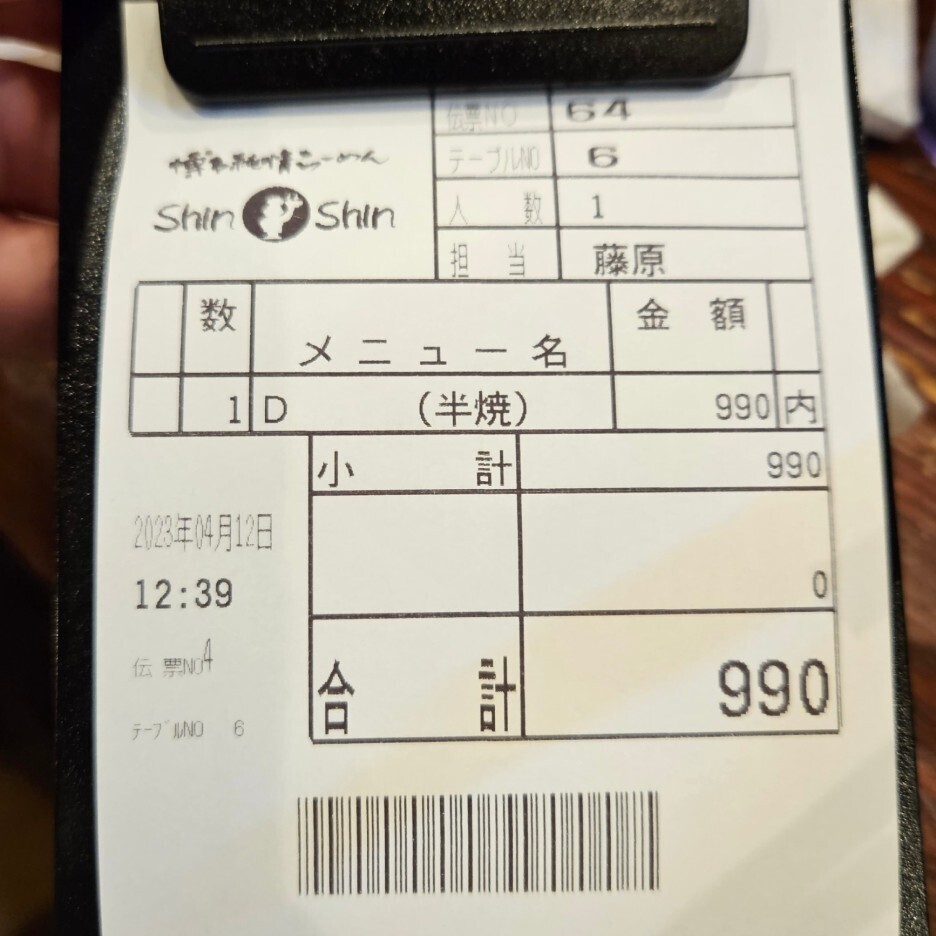 伝票NO 64
テーブルNO 6
人 数 1
担 当 藤原
博多純情らーめん
Shin Shin
数 メニュー名 金 額
1 D (半焼) 990 内
小 計 990
0
合 計 990
2023年04月12日
12:39
伝 票NO4
テーブルNO 6